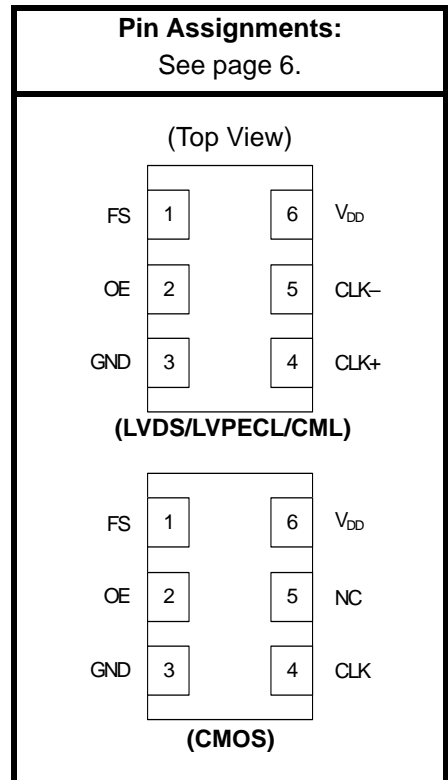 Pin Assignments:
See page 6.
(Top View)
FS 1 6 VDD
OE 2 5 CLK–
GND 3 4 CLK+
(LVDS/LVPECL/CML)
FS 1 6 VDD
OE 2 5 NC
GND 3 4 CLK
(CMOS)